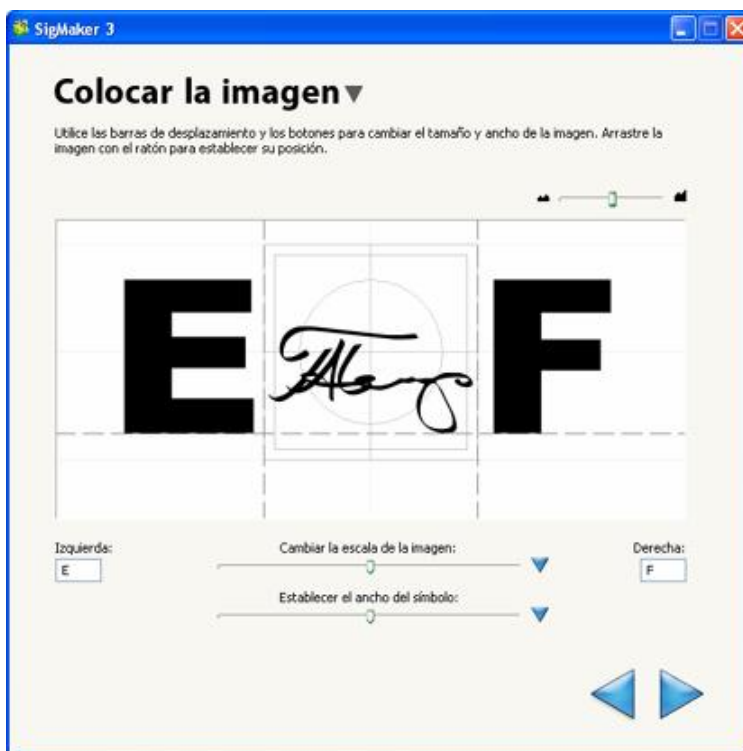 SigMaker 3
Colocar la imagen
Utilice las barras de desplazamiento y los botones para cambiar el tamaño y ancho de la imagen. Arrastre la
imagen con el ratón para establecer su posición.
E F
Izquierda: Cambiar la escala de la imagen: Derecha:
E F
Establecer el ancho del símbolo: